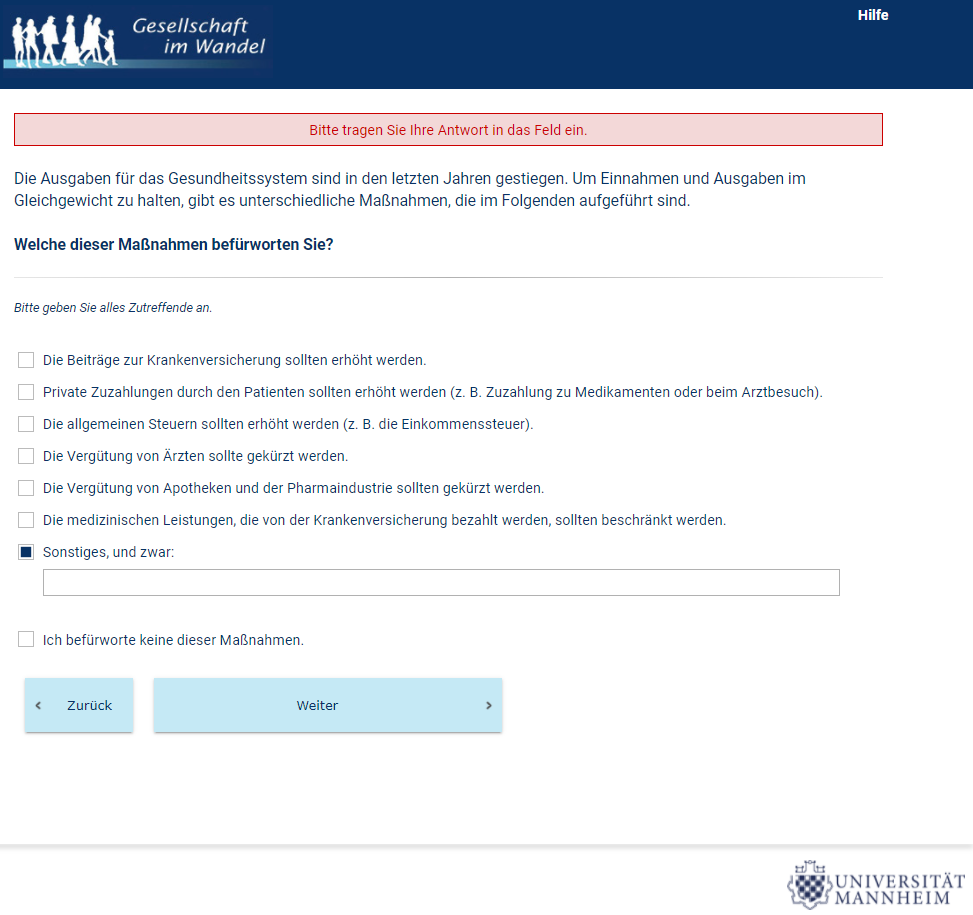 Gesellschaft
im Wandel
Hilfe
Bitte tragen Sie Ihre Antwort in das Feld ein.
Die Ausgaben für das Gesundheitssystem sind in den letzten Jahren gestiegen. Um Einnahmen und Ausgaben im
Gleichgewicht zu halten, gibt es unterschiedliche Maßnahmen, die im Folgenden aufgeführt sind.
Welche dieser Maßnahmen befürworten Sie?
Bitte geben Sie alles Zutreffende an.
Die Beiträge zur Krankenversicherung sollten erhöht werden.
Private Zuzahlungen durch den Patienten sollten erhöht werden (z. B. Zuzahlung zu Medikamenten oder beim Arztbesuch).
Die allgemeinen Steuern sollten erhöht werden (z. B. die Einkommenssteuer).
Die Vergütung von Ärzten sollte gekürzt werden.
Die Vergütung von Apotheken und der Pharmaindustrie sollten gekürzt werden.
Die medizinischen Leistungen, die von der Krankenversicherung bezahlt werden, sollten beschränkt werden.
Sonstiges, und zwar:
Ich befürworte keine dieser Maßnahmen.
‹ Zurück
Weiter ›
UNIVERSITÄT
MANNHEIM